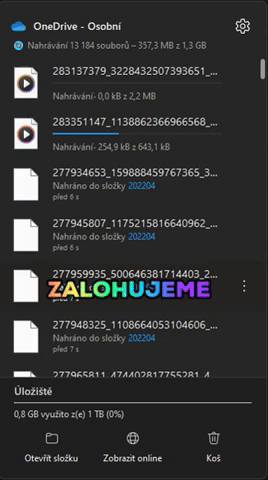 OneDrive - Osobní
Nahrávání 13 184 souborů – 357,3 MB z 1,3 GB
283137379_3228432507393651_...
Nahrávání- 0,0 kB z 2,2 MB
283351147_1138862366966568_...
Nahrávání- 254,9 kB z 643,1 kB
277934653_159888459767365_3...
Nahráno do složky 202204
před 6 s
277945807_1175215816640962_...
Nahráno do složky 202204
před 6 s
277959935_500646381714403_2...
ZÁLOHUJEME
před 7 s
277948325_1108664053104606_...
Nahráno do složky 202204
před 7 s
277965811_474402817755281_4...
Úložiště
0,8 GB využito z(e) 1 TB (0%)
Otevřít složku
Zobrazit online
Koš